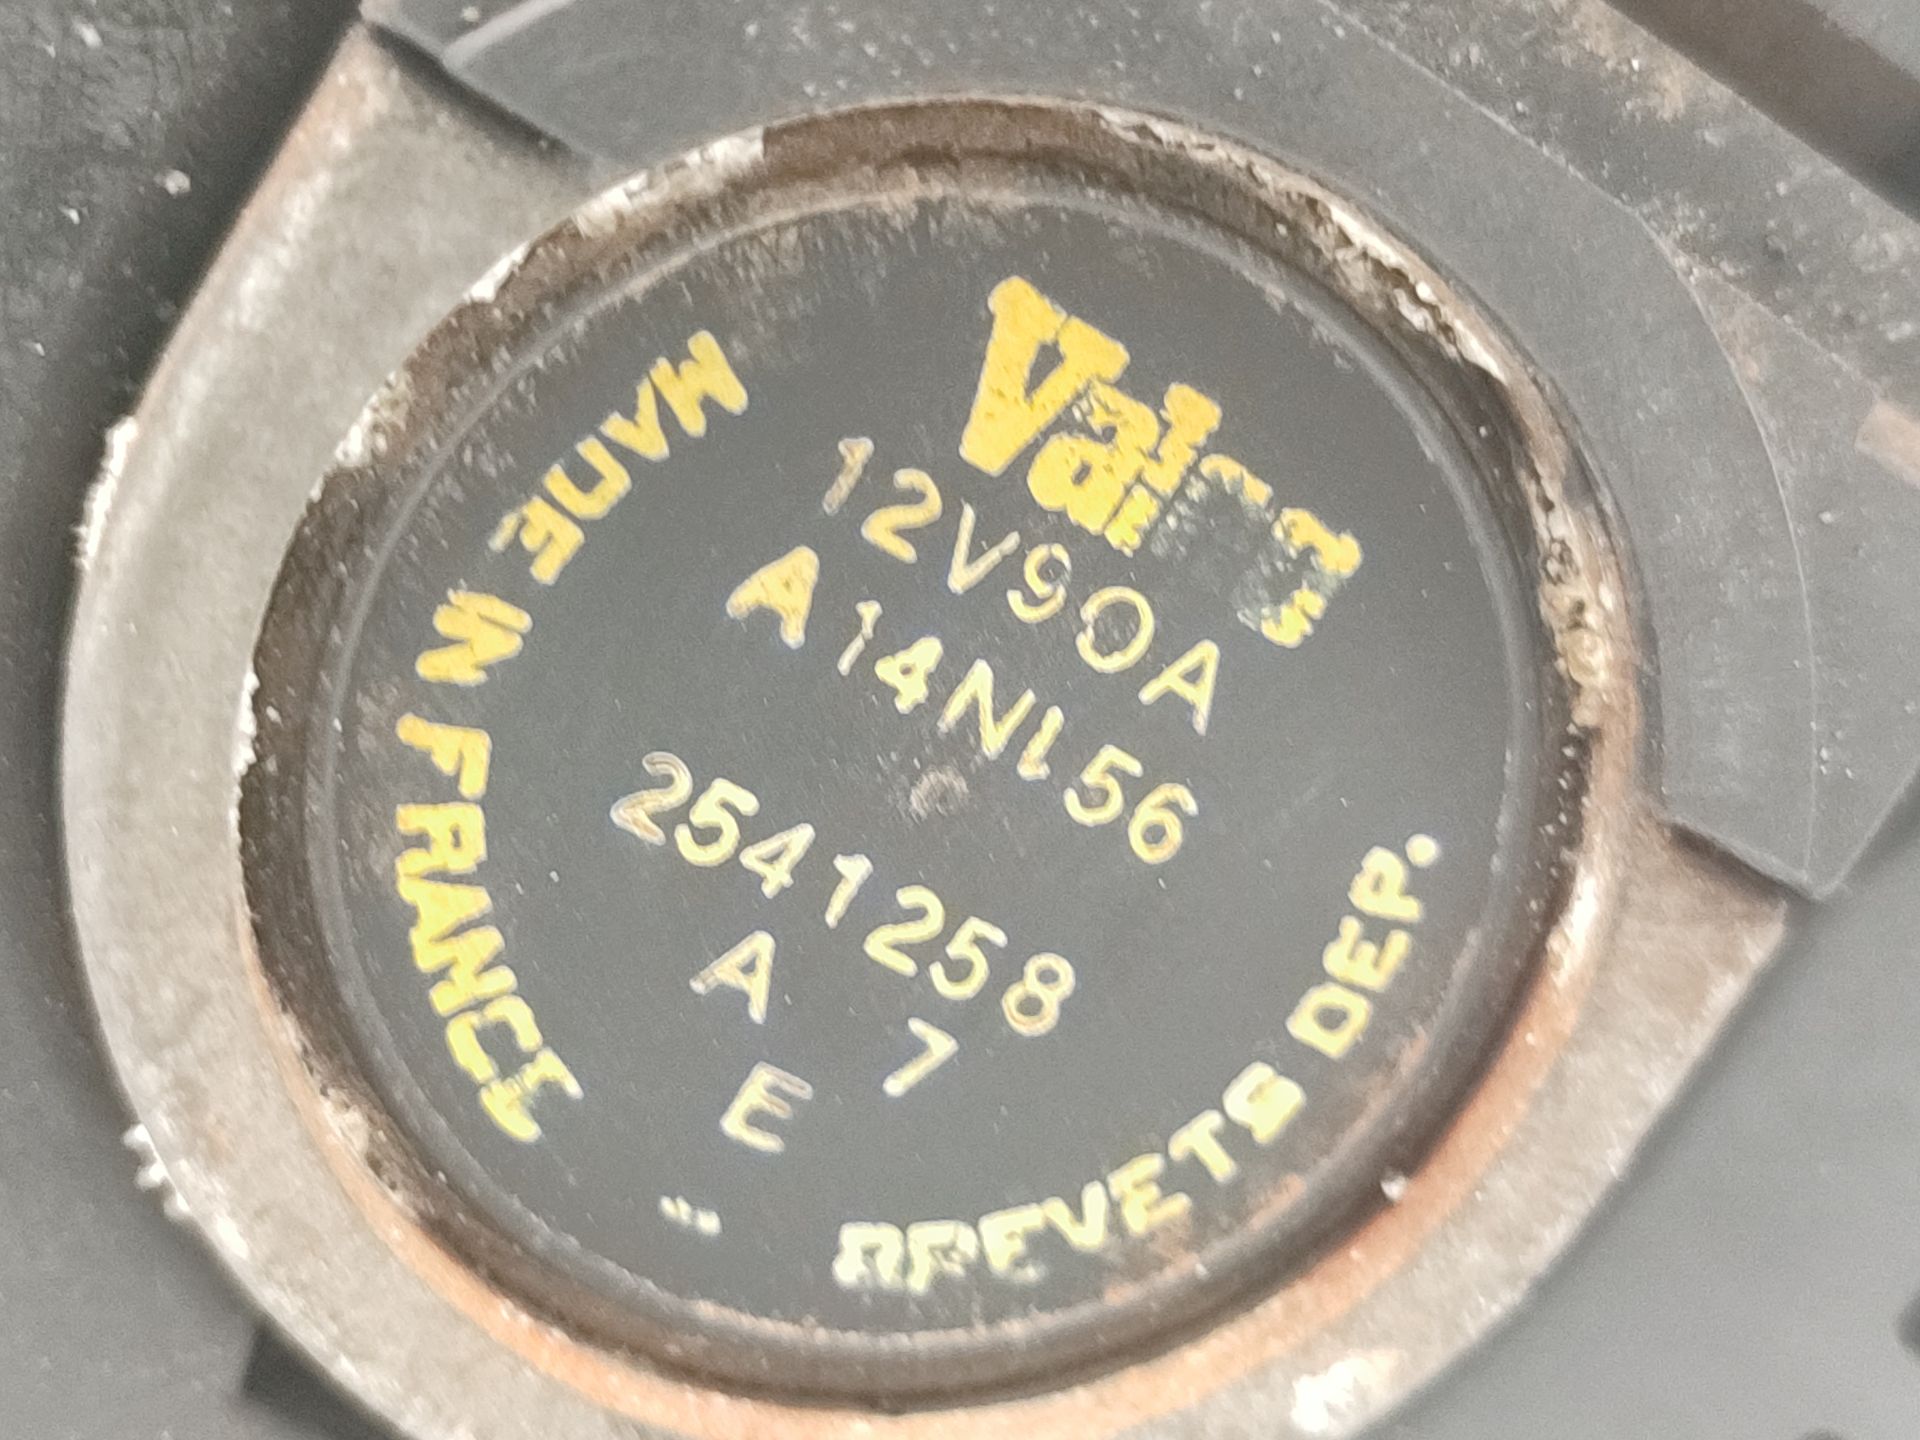 Valeo
12V90A
A14N156
2541258
A 7
E
MADE IN FRANCE
BREVETS DEP.